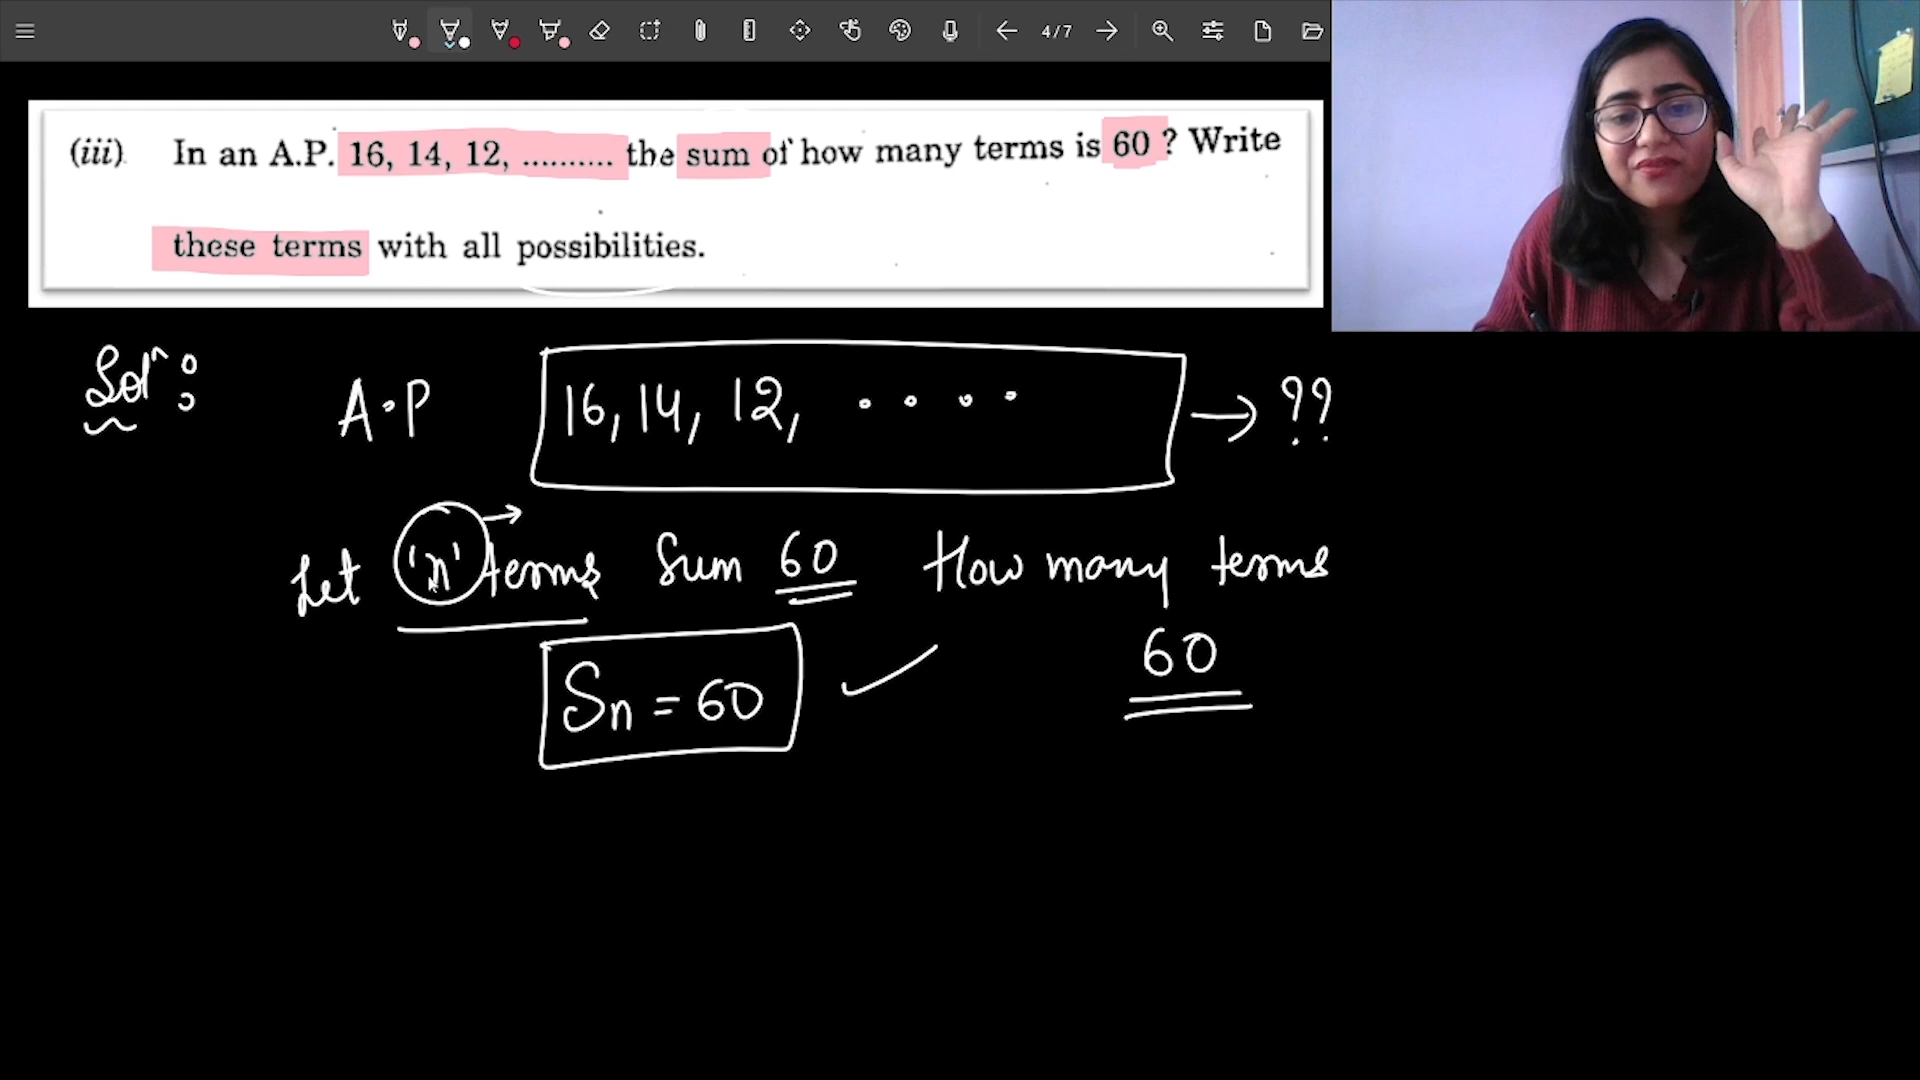 4/7
(iii) In an A.P. 16, 14, 12, .......... the sum of how many terms is 60 ? Write
these terms with all possibilities.
Solⁿ :
A.P 16, 14, 12, . . . . → ??
Let 'n' terms Sum 60 How many terms
Sn = 60 60